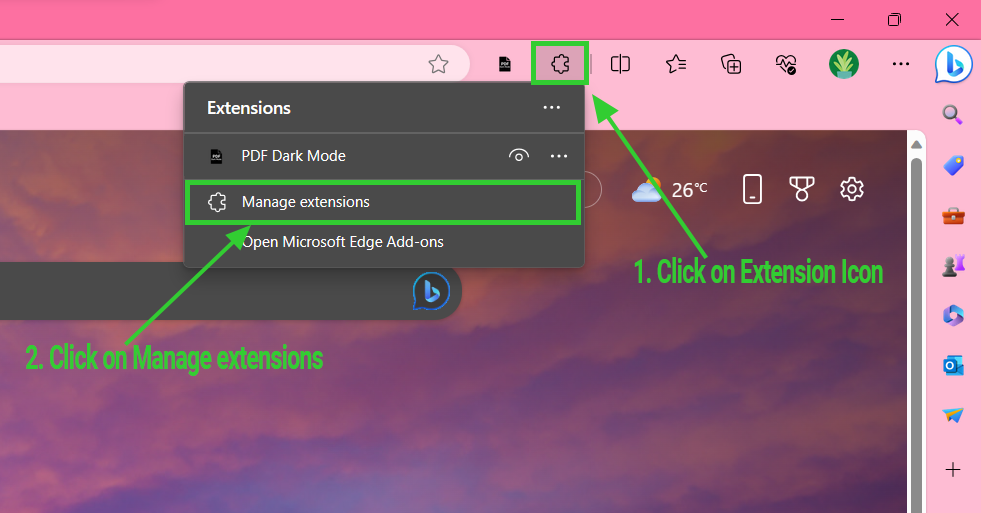 PDF
Extensions
PDF
PDF Dark Mode
Manage extensions
26°C
Open Microsoft Edge Add-ons
1. Click on Extension Icon
2. Click on Manage extensions